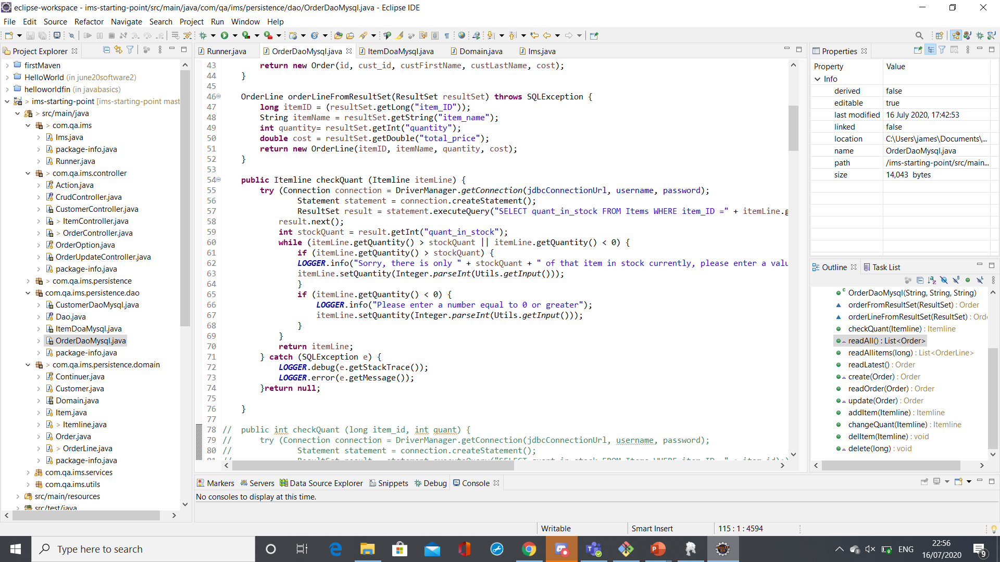 eclipse-workspace - ims-starting-point/src/main/java/com/qa/ims/persistence/dao/OrderDaoMysql.java - Eclipse IDE
File Edit Source Refactor Navigate Search Project Run Window Help
Project Explorer
firstMaven
HelloWorld (in june20software2)
helloworldfin (in javabasics)
> ims-starting-point [ims-starting-point mast
> src/main/java
> com.qa.ims
Ims.java
package-info.java
Runner.java
> com.qa.ims.controller
Action.java
CrudController.java
CustomerController.java
> ItemController.java
> OrderController.java
OrderOption.java
OrderUpdateController.java
package-info.java
> com.qa.ims.persistence
com.qa.ims.persistence.dao
CustomerDaoMysql.java
Dao.java
ItemDoaMysql.java
OrderDaoMysql.java
package-info.java
> com.qa.ims.persistence.domain
Continuer.java
Customer.java
Domain.java
Item.java
> Itemline.java
Order.java
> OrderLine.java
package-info.java
com.qa.ims.services
com.qa.ims.utils
src/main/resources
src/test/java
Runner.java OrderDaoMysql.java ItemDoaMysql.java Domain.java Ims.java
43 return new Order(id, cust_id, custFirstName, custLastName, cost);
44 }
45
46 OrderLine orderLineFromResultSet(ResultSet resultSet) throws SQLException {
47 long itemID = (resultSet.getLong("item_ID"));
48 String itemName = resultSet.getString("item_name");
49 int quantity= resultSet.getInt("quantity");
50 double cost = resultSet.getDouble("total_price");
51 return new OrderLine(itemID, itemName, quantity, cost);
52 }
53
54 public Itemline checkQuant (Itemline itemLine) {
55 try (Connection connection = DriverManager.getConnection(jdbcConnectionUrl, username, password);
56 Statement statement = connection.createStatement();
57 ResultSet result = statement.executeQuery("SELECT quant_in_stock FROM Items WHERE item_ID =" + itemLine.g
58 result.next();
59 int stockQuant = result.getInt("quant_in_stock");
60 while (itemLine.getQuantity() > stockQuant || itemLine.getQuantity() < 0) {
61 if (itemLine.getQuantity() > stockQuant) {
62 LOGGER.info("Sorry, there is only " + stockQuant + " of that item in stock currently, please enter a valu
63 itemLine.setQuantity(Integer.parseInt(Utils.getInput()));
64 }
65 if (itemLine.getQuantity() < 0) {
66 LOGGER.info("Please enter a number equal to 0 or greater");
67 itemLine.setQuantity(Integer.parseInt(Utils.getInput()));
68 }
69 }
70 return itemLine;
71 } catch (SQLException e) {
72 LOGGER.debug(e.getStackTrace());
73 LOGGER.error(e.getMessage());
74 }return null;
75
76 }
77
78 // public int checkQuant (long item_id, int quant) {
79 // try (Connection connection = DriverManager.getConnection(jdbcConnectionUrl, username, password);
80 // Statement statement = connection.createStatement();
Markers Servers Data Source Explorer Snippets Debug Console
No consoles to display at this time.
Properties
Property Value
Info
derived false
editable true
last modified 16 July 2020, 17:42:53
linked false
location C:\Users\james\Documents\...
name OrderDaoMysql.java
path /ims-starting-point/src/main...
size 14,043 bytes
Outline Task List
OrderDaoMysql(String, String, String)
orderFromResultSet(ResultSet) : Order
orderLineFromResultSet(ResultSet) : Orde
checkQuant(Itemline) : Itemline
readAll() : List<Order>
readAllitems(long) : List<OrderLine>
readLatest() : Order
create(Order) : Order
readOrder(Order) : Order
update(Order) : Order
addItem(Itemline) : Itemline
changeQuant(Itemline) : Itemline
delItem(Itemline) : void
delete(long) : void
Writable Smart Insert 115 : 1 : 4594
Type here to search
ENG
22:56
16/07/2020
9